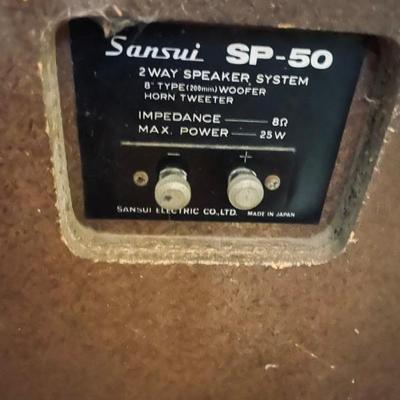 Sansui SP-50
2 WAY SPEAKER SYSTEM
8" TYPE (200mm) WOOFER
HORN TWEETER
IMPEDANCE 8Ω
MAX. POWER 25W
− +
SANSUI ELECTRIC CO., LTD. MADE IN JAPAN